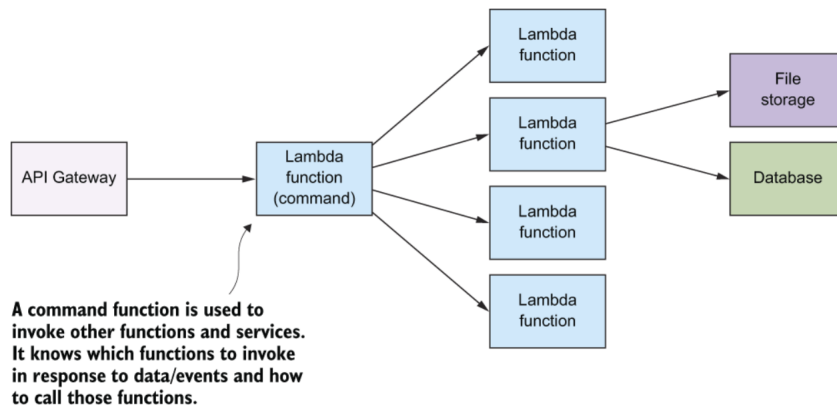 API Gateway
Lambda
function
(command)
Lambda
function
Lambda
function
Lambda
function
Lambda
function
File
storage
Database
A command function is used to
invoke other functions and services.
It knows which functions to invoke
in response to data/events and how
to call those functions.